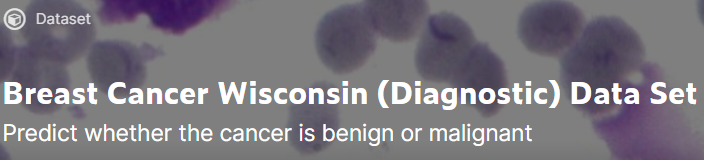 Dataset
Breast Cancer Wisconsin (Diagnostic) Data Set
Predict whether the cancer is benign or malignant